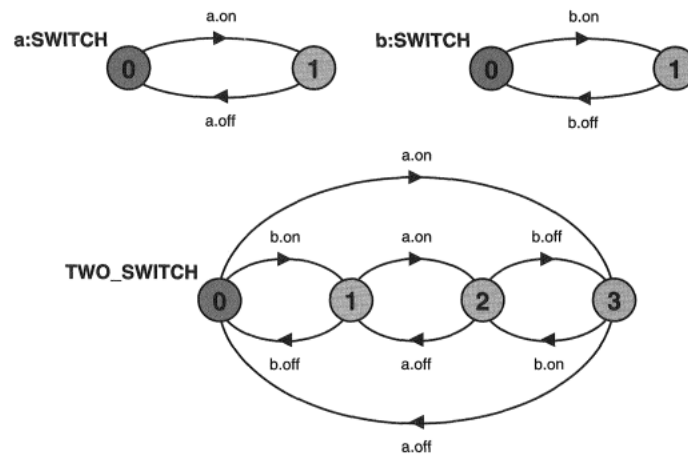 a.on
a:SWITCH
0
1
a.off
b.on
b:SWITCH
0
1
b.off
a.on
b.on
a.on
b.off
TWO_SWITCH
0
1
2
3
b.off
a.off
b.on
a.off